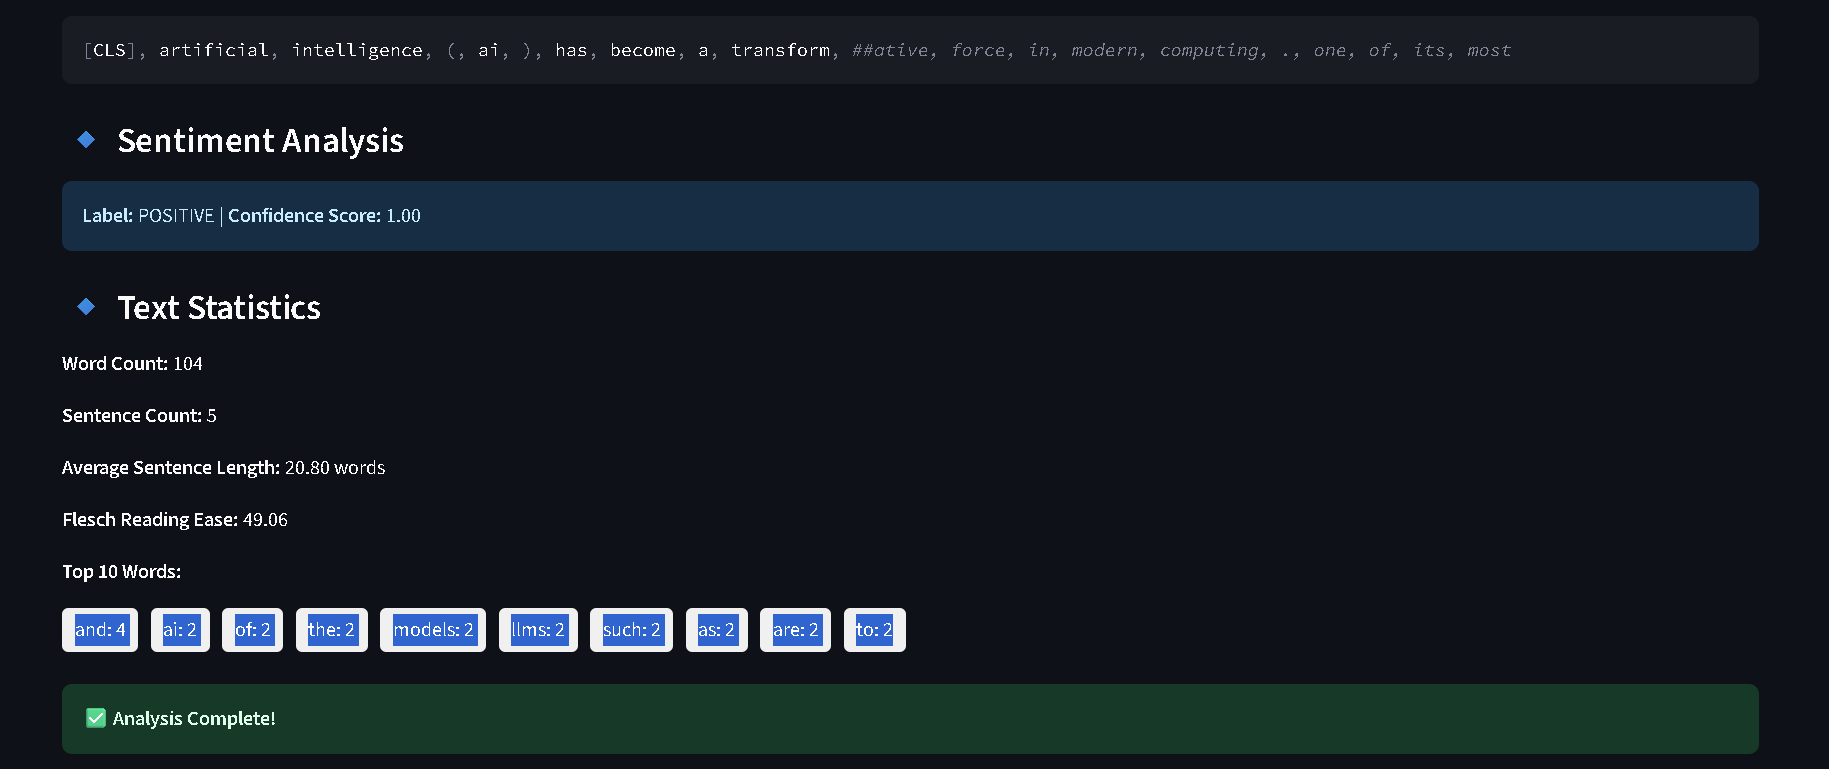 [CLS], artificial, intelligence, (, ai, ), has, become, a, transform, ##ative, force, in, modern, computing, ., one, of, its, most
Sentiment Analysis
Label: POSITIVE | Confidence Score: 1.00
Text Statistics
Word Count: 104
Sentence Count: 5
Average Sentence Length: 20.80 words
Flesch Reading Ease: 49.06
Top 10 Words:
and: 4 ai: 2 of: 2 the: 2 models: 2 llms: 2 such: 2 as: 2 are: 2 to: 2
Analysis Complete!